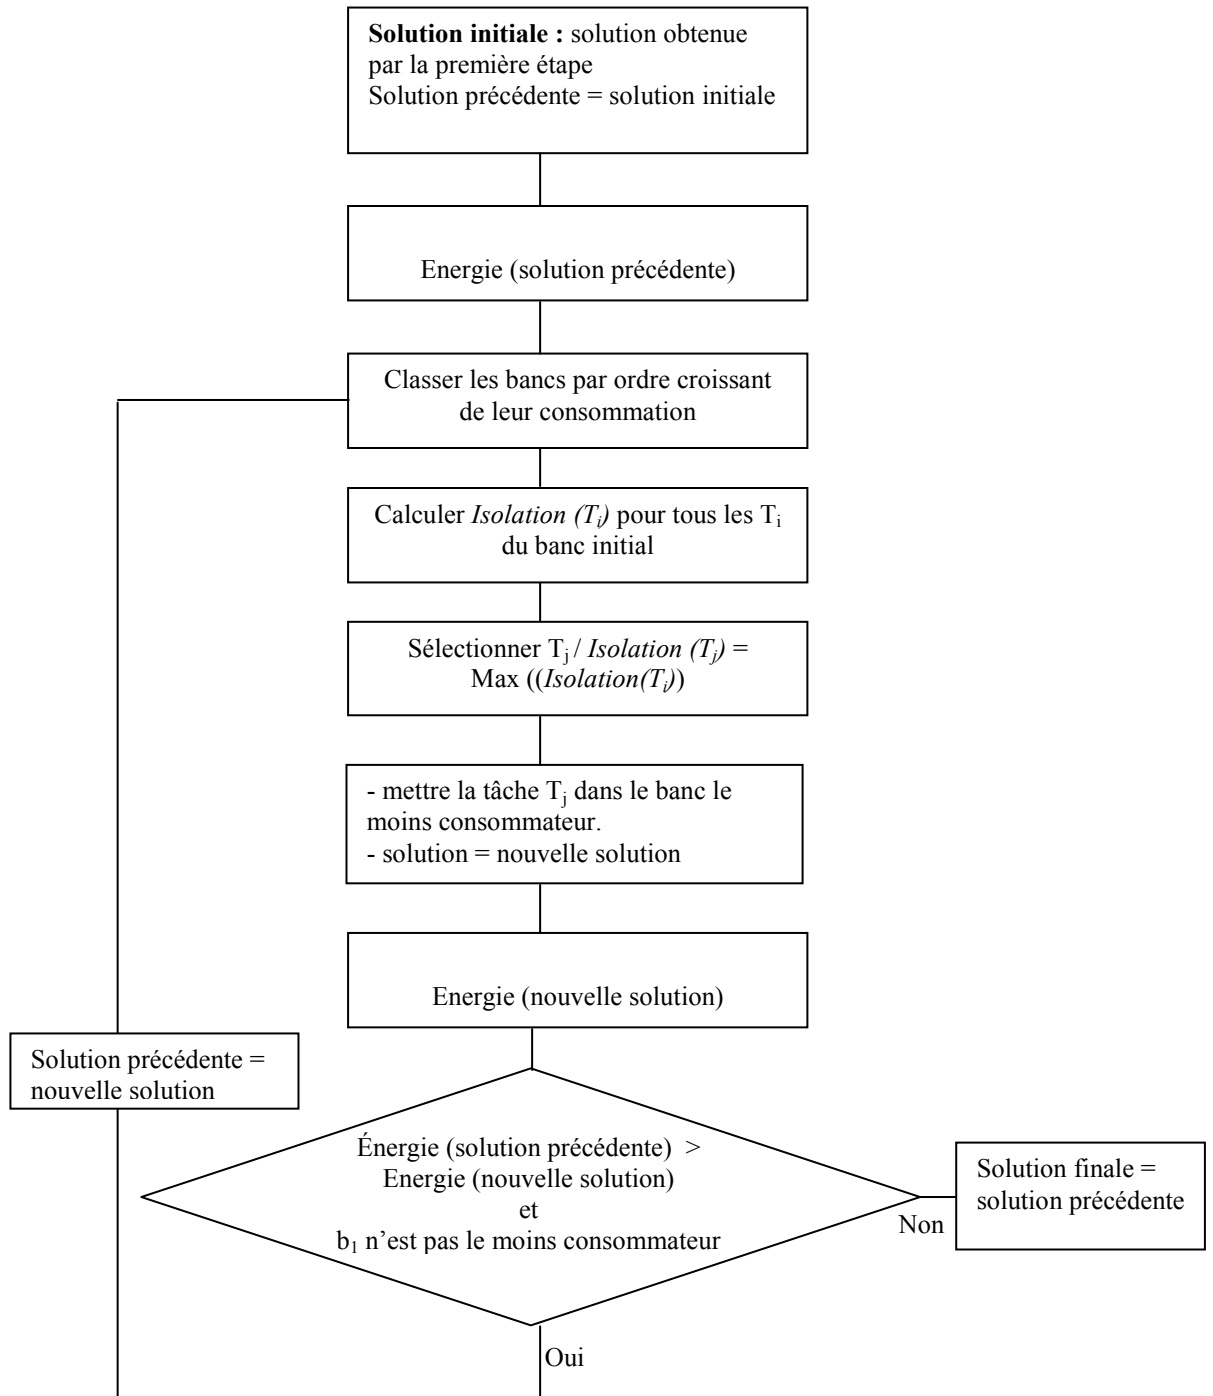 Solution initiale : solution obtenue
par la première étape
Solution précédente = solution initiale
Energie (solution précédente)
Classer les bancs par ordre croissant
de leur consommation
Calculer Isolation (Ti) pour tous les Ti
du banc initial
Sélectionner Tj / Isolation (Tj) =
Max ((Isolation(Ti))
- mettre la tâche Tj dans le banc le
moins consommateur.
- solution = nouvelle solution
Energie (nouvelle solution)
Solution précédente =
nouvelle solution
Énergie (solution précédente) >
Energie (nouvelle solution)
et
b1 n'est pas le moins consommateur
Non
Solution finale =
solution précédente
Oui